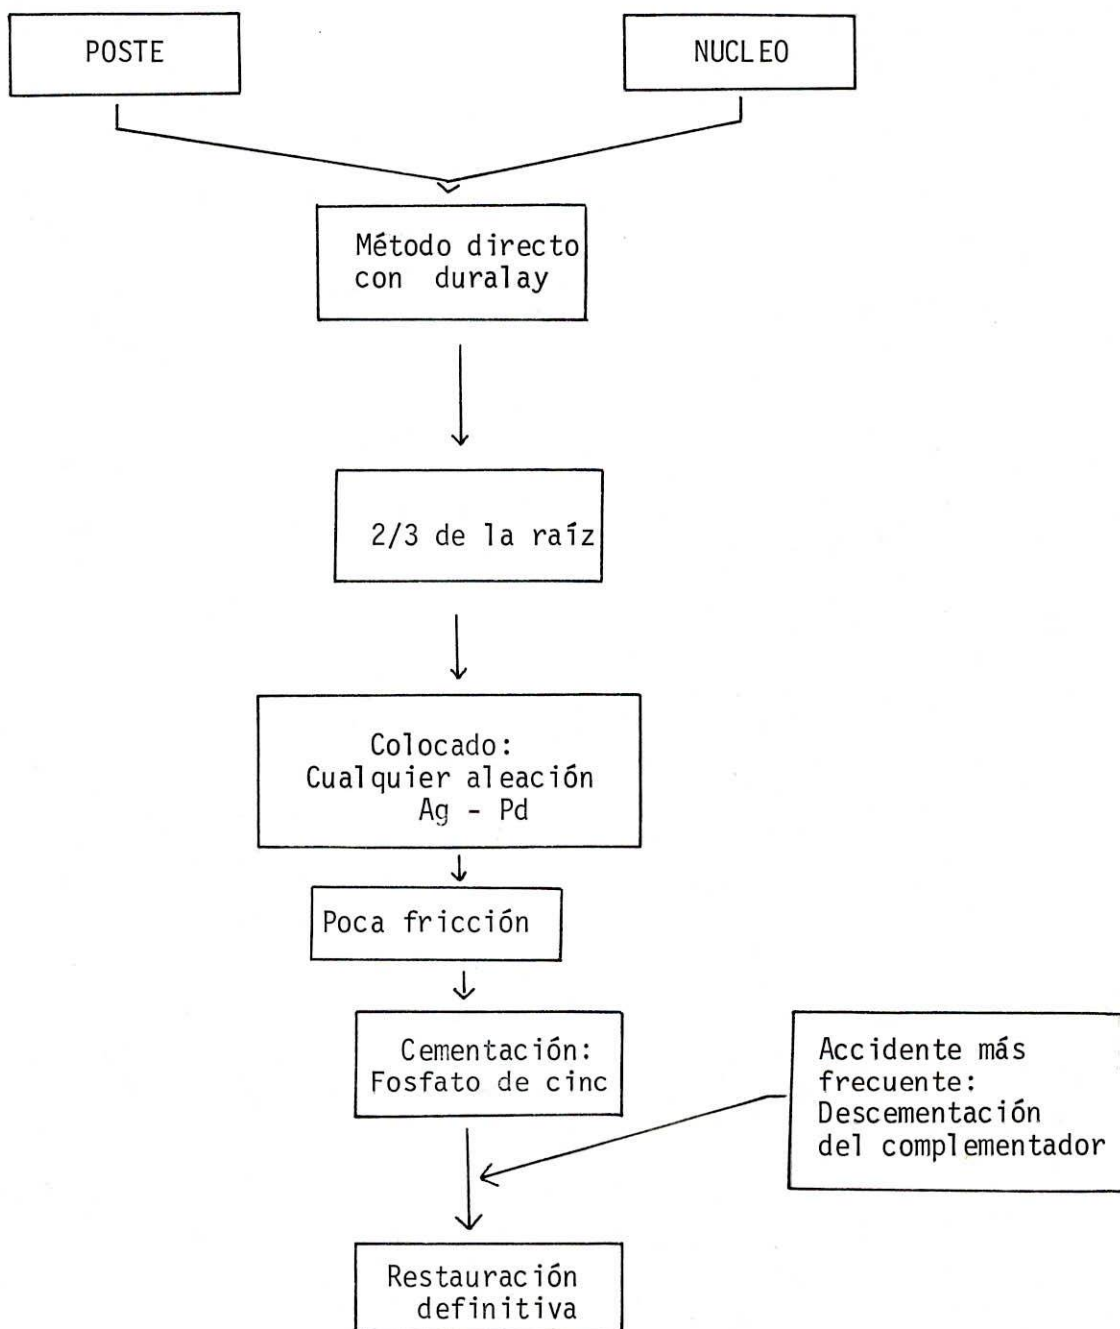 POSTE
NUCLEO
Método directo
con duralay
2/3 de la raíz
Colocado:
Cualquier aleación
Ag - Pd
Poca fricción
Cementación:
Fosfato de cinc
Accidente más
frecuente:
Descementación
del complementador
Restauración
definitiva